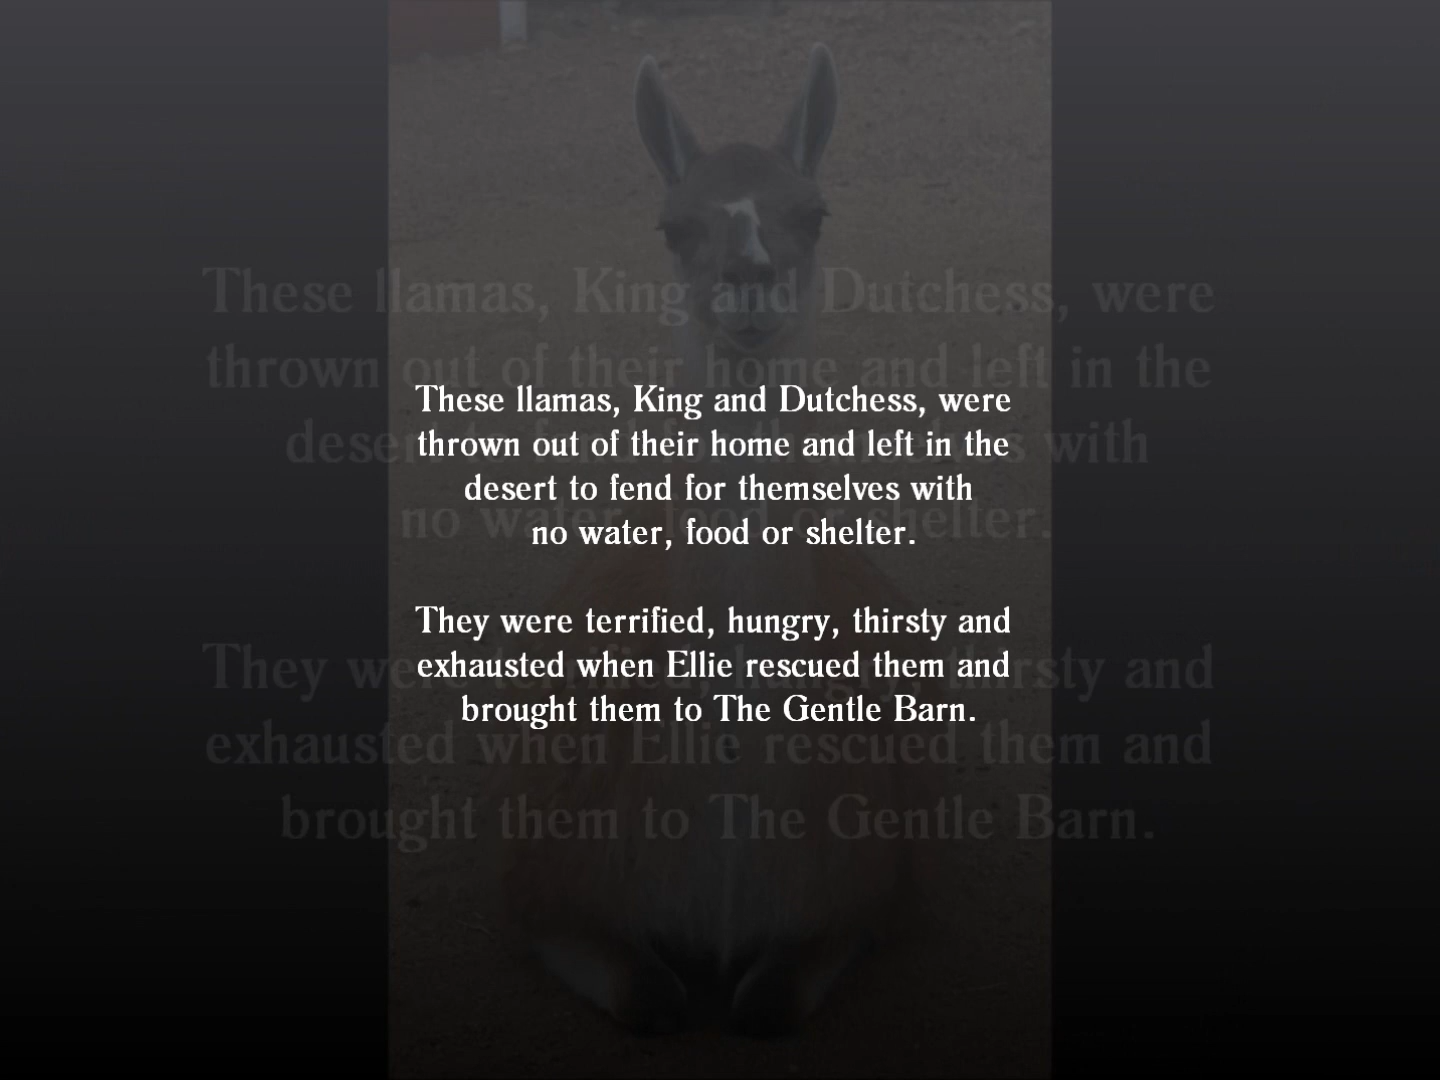 These llamas, King and Dutchess, were
thrown out of their home and left in the
desert to fend for themselves with
no water, food or shelter.
They were terrified, hungry, thirsty and
exhausted when Ellie rescued them and
brought them to The Gentle Barn.